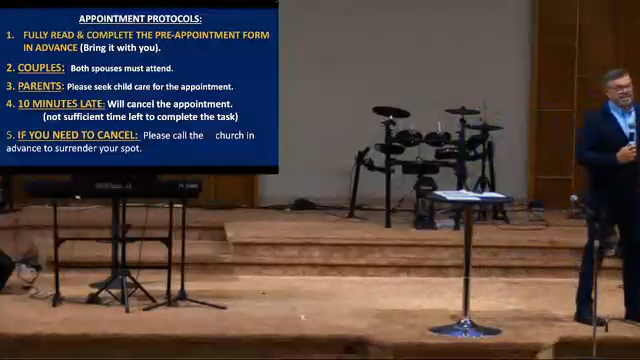 APPOINTMENT PROTOCOLS:
1. FULLY READ & COMPLETE THE PRE-APPOINTMENT FORM
IN ADVANCE (Bring it with you).
2. COUPLES: Both spouses must attend.
3. PARENTS: Please seek child care for the appointment.
4. 10 MINUTES LATE: Will cancel the appointment.
(not sufficient time left to complete the task)
5. IF YOU NEED TO CANCEL: Please call the church in
advance to surrender your spot.